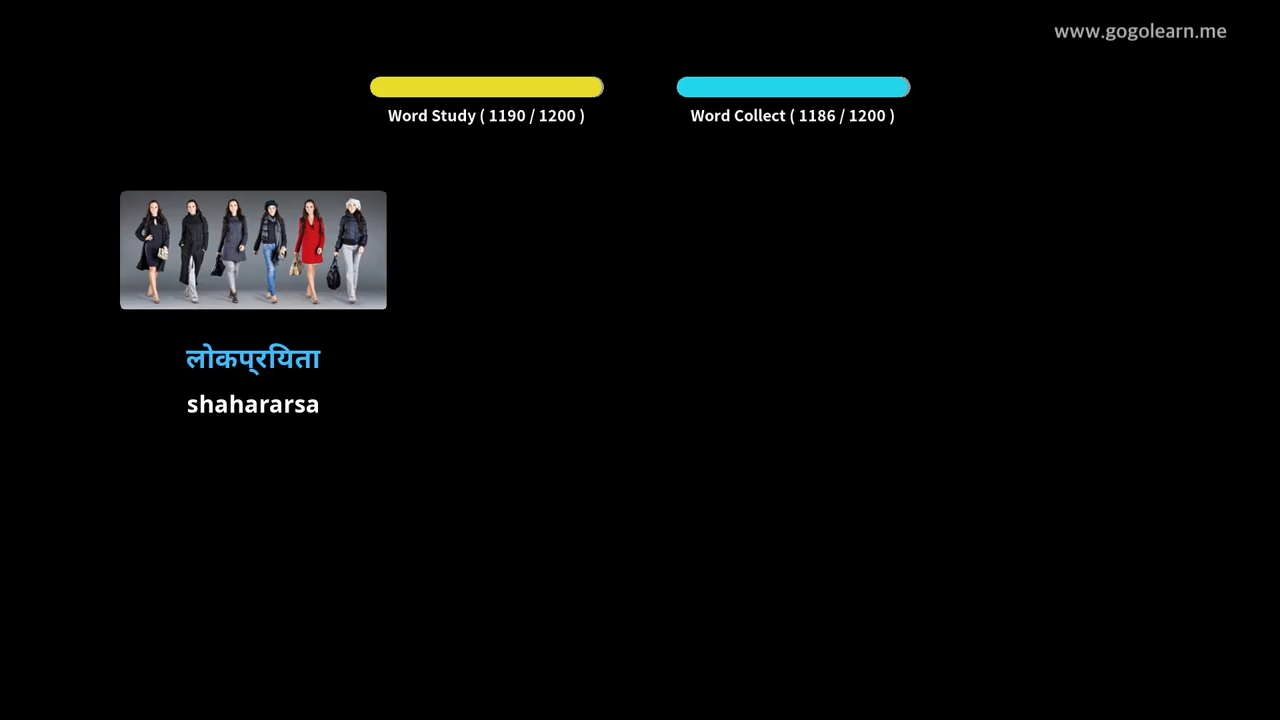 www.gogolearn.me
Word Study ( 1190 / 1200 )
Word Collect ( 1186 / 1200 )
लोकप्‌रयिता
shahararsa